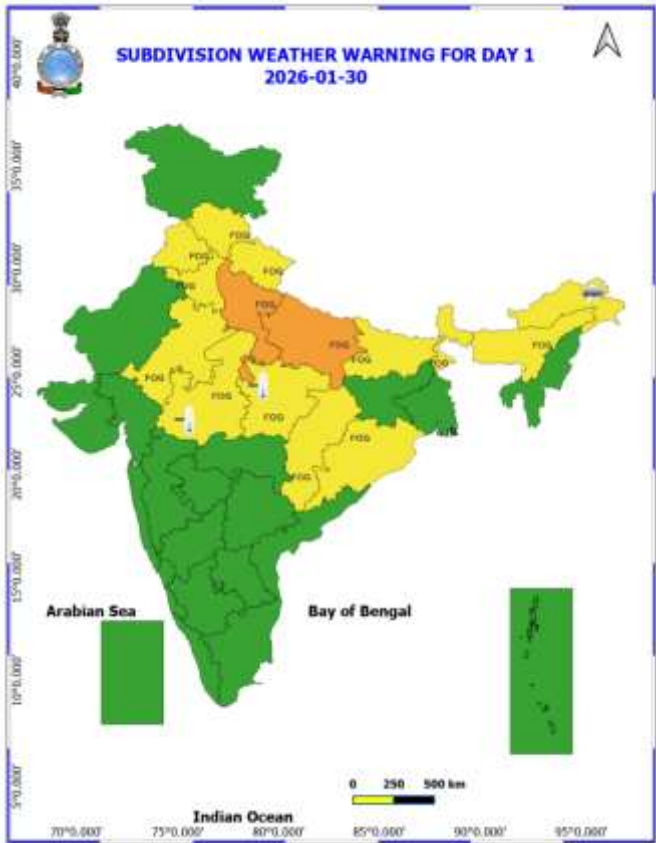 SUBDIVISION WEATHER WARNING FOR DAY 1
2026-01-30
40°0.000'
35°0.000'
30°0.000'
25°0.000'
20°0.000'
15°0.000'
10°0.000'
5°0.000'
FOG
FOG
FOG
FOG
FOG
FOG
FOG
FOG
FOG
FOG
FOG
FOG
FOG
FOG
Arabian Sea
Bay of Bengal
0 250 500 km
Indian Ocean
70°0.000' 75°0.000' 80°0.000' 85°0.000' 90°0.000' 95°0.000'